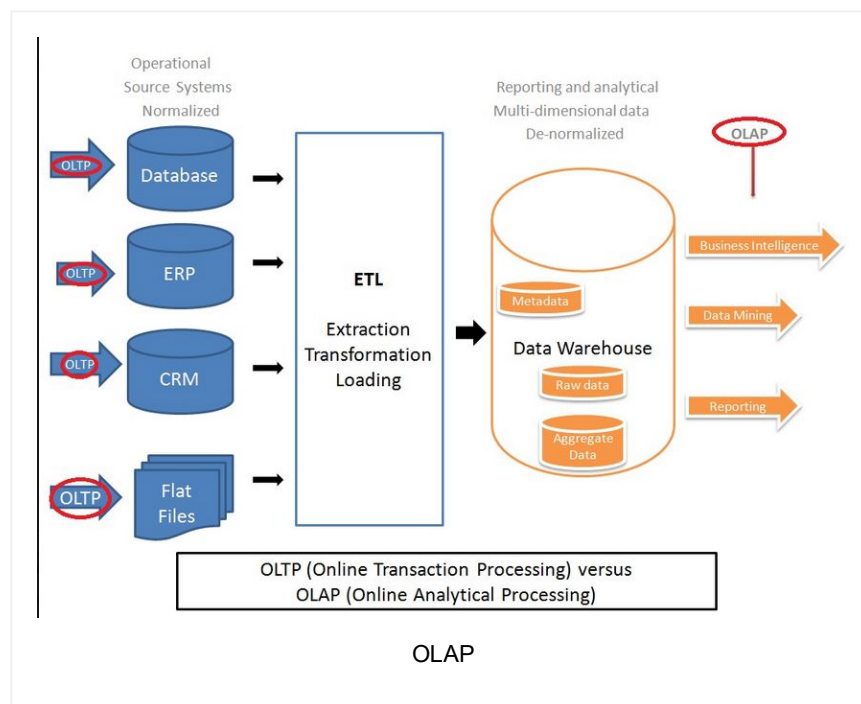 Operational
Source Systems
Normalized
Reporting and analytical
Multi-dimensional data
De-normalized
OLAP
OLTP
Database
OLTP
ERP
OLTP
CRM
OLTP
Flat
Files
ETL
Extraction
Transformation
Loading
Metadata
Data Warehouse
Raw data
Aggregate
Data
Business Intelligence
Data Mining
Reporting
OLTP (Online Transaction Processing) versus
OLAP (Online Analytical Processing)
OLAP